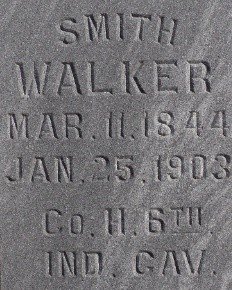 SMITH
WALKER
MAR. 11. 1844
JAN. 25. 1903
Co. H. 6TH.
IND. CAV.